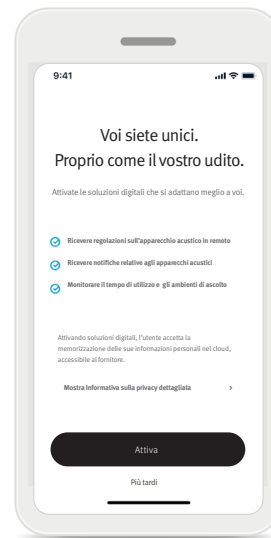 9:41
Voi siete unici.
Proprio come il vostro udito.
Attivate le soluzioni digitali che si adattano meglio a voi.
Ricevere regolazioni sull'apparecchio acustico in remoto
Ricevere notifiche relative agli apparecchi acustici
Monitorare il tempo di utilizzo e gli ambienti di ascolto
Attivando soluzioni digitali, l'utente accetta la
memorizzazione delle sue informazioni personali nel cloud,
accessibile al fornitore.
Mostra Informativa sulla privacy dettagliata
Attiva
Più tardi